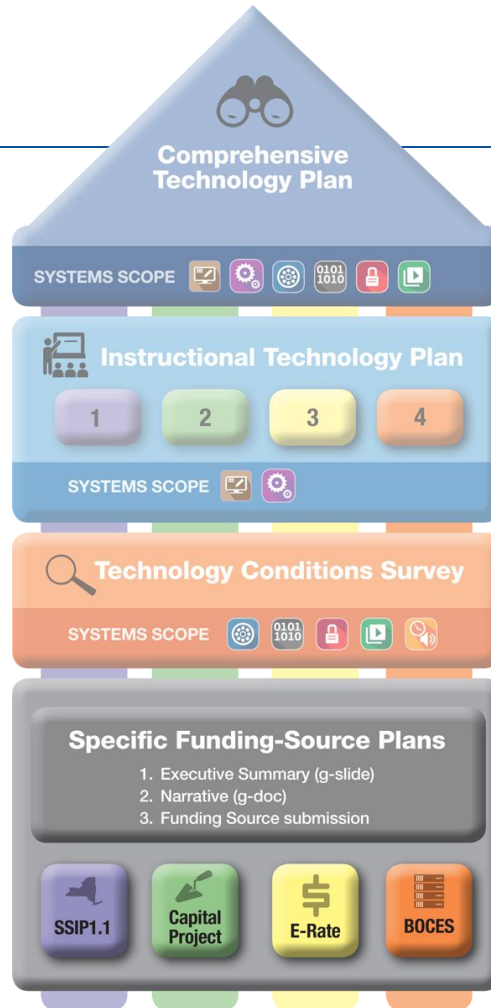 Comprehensive
Technology Plan
SYSTEMS SCOPE
0101
1010
Instructional Technology Plan
1 2 3 4
SYSTEMS SCOPE
Technology Conditions Survey
SYSTEMS SCOPE
0101
1010
Specific Funding-Source Plans
1. Executive Summary (g-slide)
2. Narrative (g-doc)
3. Funding Source submission
SSIP1.1
Capital
Project
E-Rate
BOCES